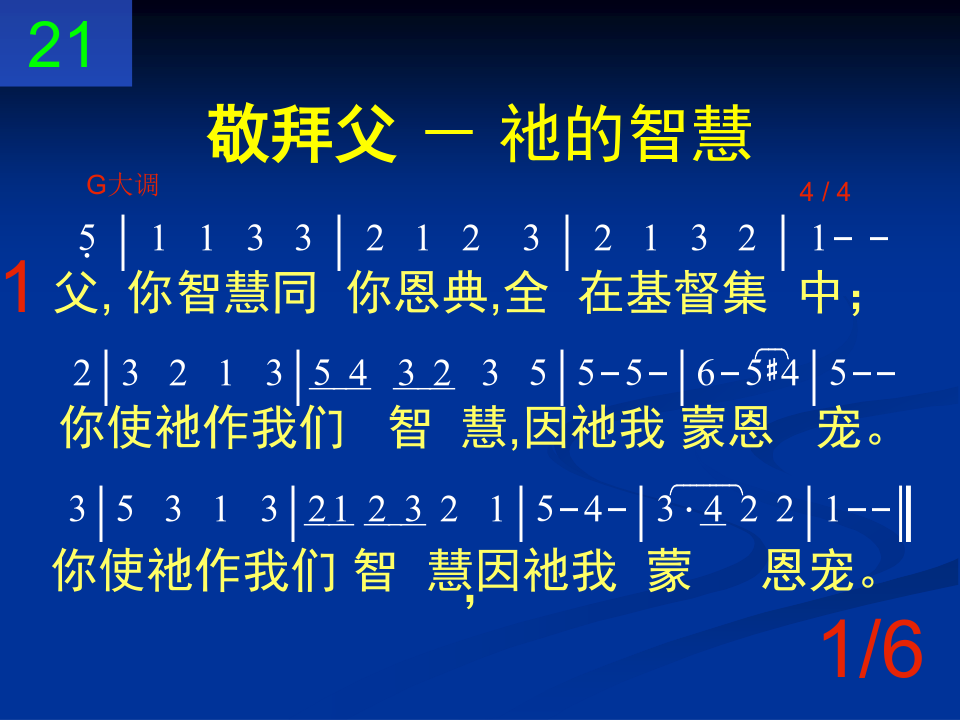 21
敬拜父 － 祂的智慧
G大调 4 / 4
5̣ | 1 1 3 3 | 2 1 2 3 | 2 1 3 2 | 1 - -
1 父, 你智慧同 你恩典,全 在基督集 中；
2 | 3 2 1 3 | 5 4 3 2 3 5 | 5 - 5 - | 6 - 5 #4 | 5 - -
你使祂作我们 智 慧,因祂我 蒙恩 宠。
3 | 5 3 1 3 | 2 1 2 3 2 1 | 5 - 4 - | 3 · 4 2 2 | 1 - - ‖
你使祂作我们 智 慧,因祂我 蒙 恩宠。
1/6